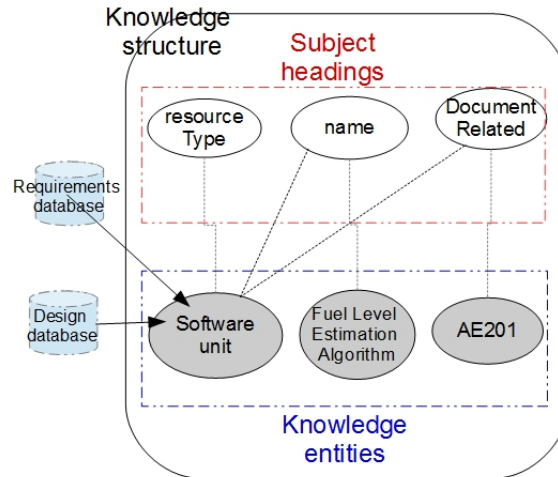 Knowledge
structure
Subject
headings
resource
Type
name
Document
Related
Requirements
database
Design
database
Software
unit
Fuel Level
Estimation
Algorithm
AE201
Knowledge
entities